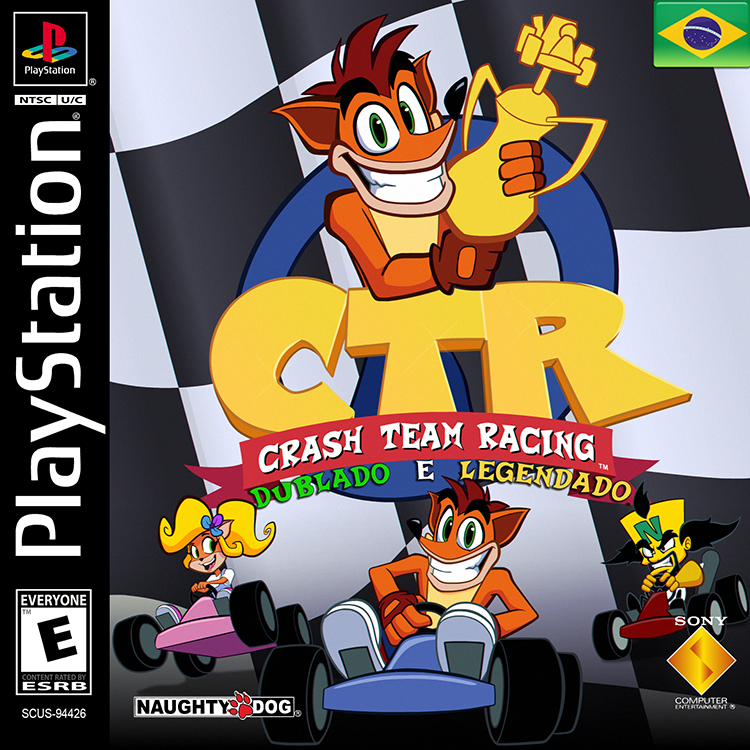 PlayStation
®
NTSC U/C
PlayStation®
CTR
CRASH TEAM RACING™
DUBLADO E LEGENDADO
N
EVERYONE
™
E
CONTENT RATED BY
ESRB
SCUS-94426
NAUGHTY DOG®
SONY
COMPUTER
ENTERTAINMENT®